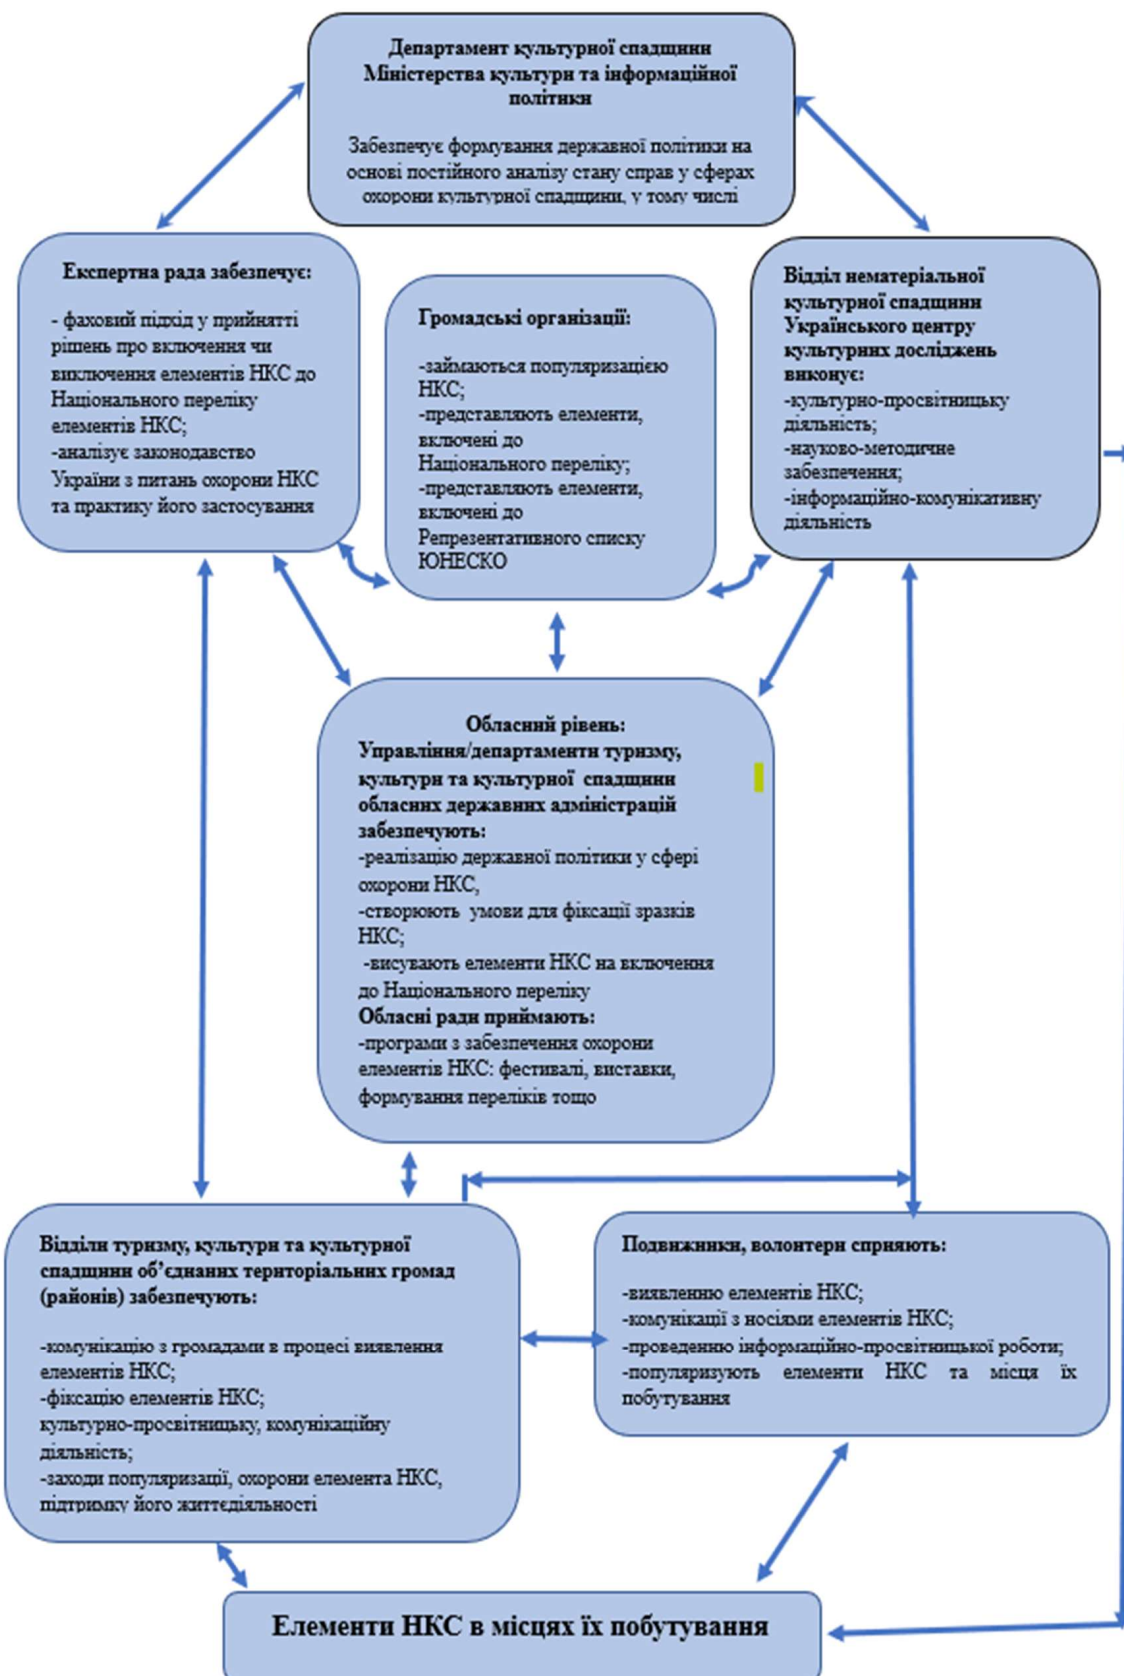 Департамент культурної спадщини
Міністерства культури та інформаційної
політики
Забезпечує формування державної політики на
основі постійного аналізу стану справ у сферах
охорони культурної спадщини, у тому числі
Експертна рада забезпечує:
- фаховий підхід у прийнятті
рішень про включення чи
виключення елементів НКС до
Національного переліку
елементів НКС;
-аналізує законодавство
України з питань охорони НКС
та практику його застосування
Громадські організації:
-займаються популяризацією
НКС;
-представляють елементи,
включені до
Національного переліку;
-представляють елементи,
включені до
Репрезентативного списку
ЮНЕСКО
Відділ нематеріальної
культурної спадщини
Українського центру
культурних досліджень
виконує:
-культурно-просвітницьку
діяльність;
-науково-методичне
забезпечення;
-інформаційно-комунікативну
діяльність
Обласний рівень:
Управління/департаменти туризму,
культури та культурної спадщини
обласних державних адміністрацій
забезпечують:
-реалізацію державної політики у сфері
охорони НКС,
-створюють умови для фіксації зразків
НКС;
-висувають елементи НКС на включення
до Національного переліку
Обласні ради приймають:
-програми з забезпечення охорони
елементів НКС: фестивалі, виставки,
формування переліків тощо
Відділи туризму, культури та культурної
спадщини об’єднаних територіальних громад
(районів) забезпечують:
-комунікацію з громадами в процесі виявлення
елементів НКС;
-фіксацію елементів НКС;
культурно-просвітницьку, комунікаційну
діяльність;
-заходи популяризації, охорони елемента НКС,
підтримку його життєдіяльності
Подвижники, волонтери сприяють:
-виявленню елементів НКС;
-комунікації з носіями елементів НКС;
-проведенню інформаційно-просвітницької роботи;
-популяризують елементи НКС та місця їх
побутування
Елементи НКС в місцях їх побутування